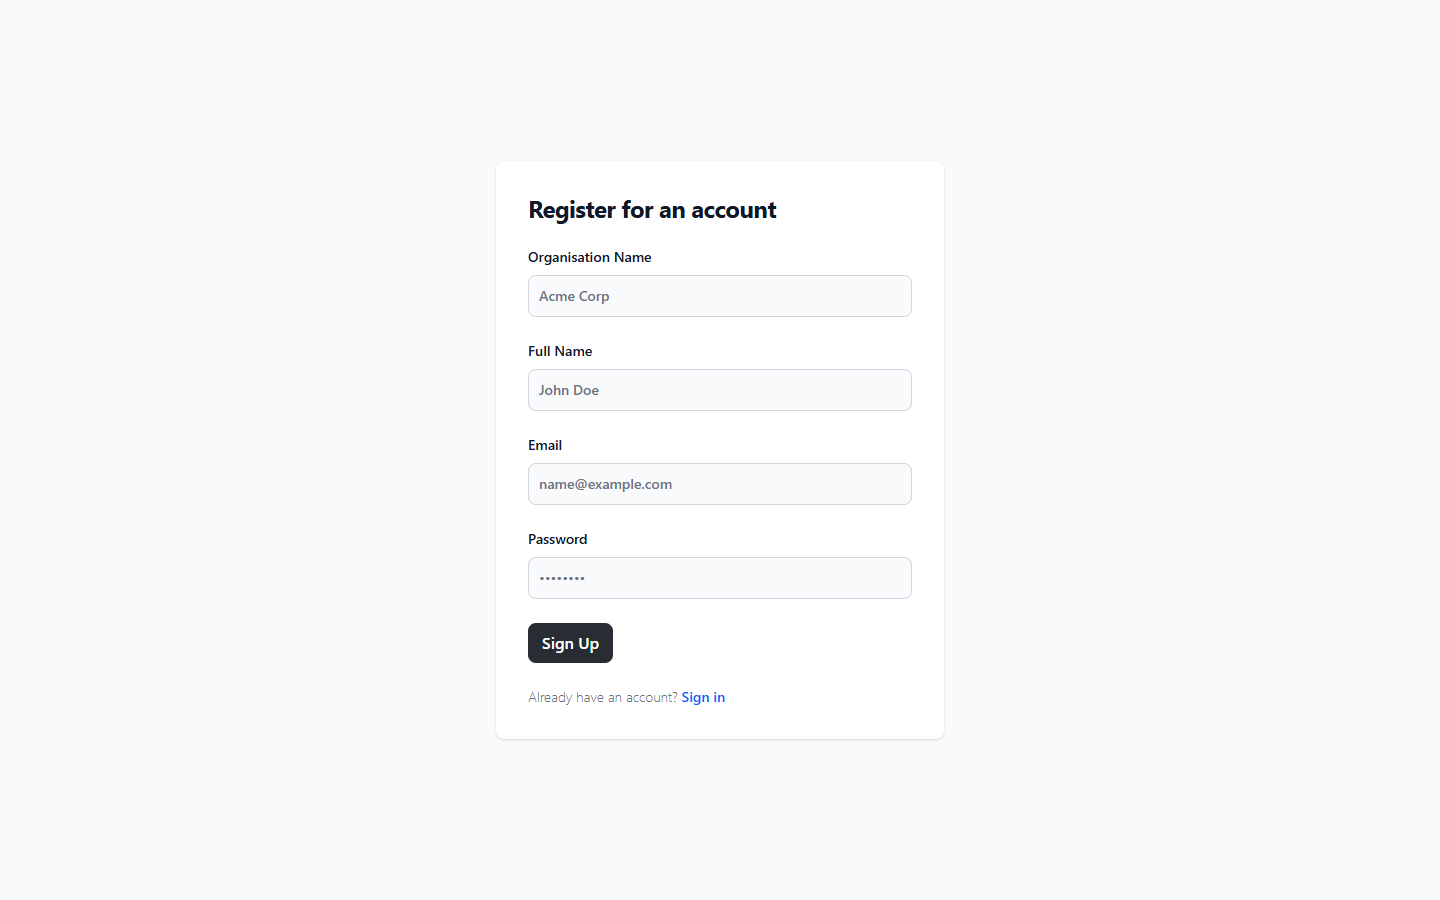 Register for an account
Organisation Name
Acme Corp
Full Name
John Doe
Email
name@example.com
Password
••••••••
Sign Up
Already have an account? Sign in